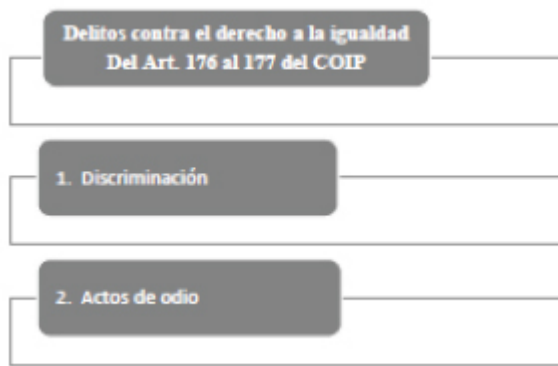 Delitos contra el derecho a la igualdad
Del Art. 176 al 177 del COIP
1. Discriminación
2. Actos de odio